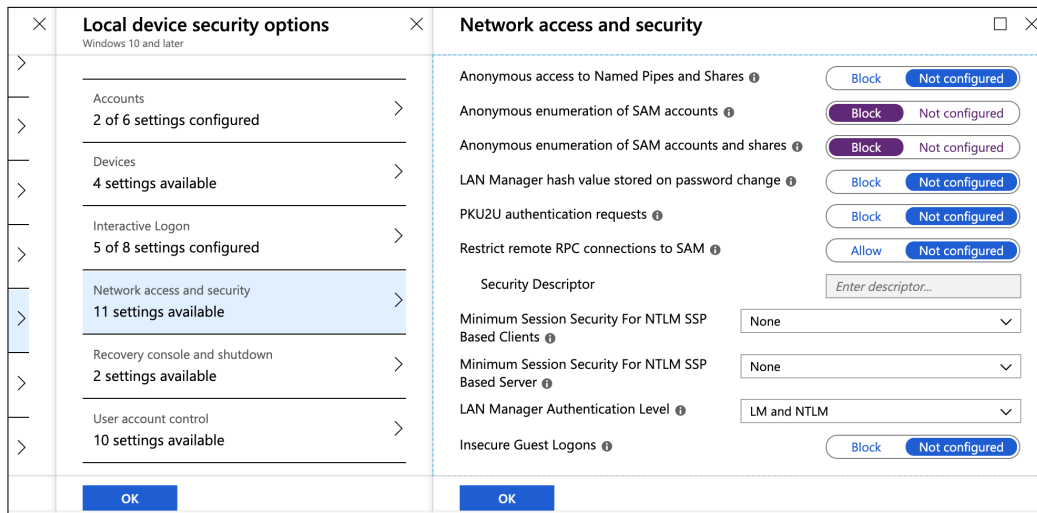 Local device security options
Windows 10 and later
Accounts
2 of 6 settings configured
Devices
4 settings available
Interactive Logon
5 of 8 settings configured
Network access and security
11 settings available
Recovery console and shutdown
2 settings available
User account control
10 settings available
OK
Network access and security
Anonymous access to Named Pipes and Shares Block Not configured
Anonymous enumeration of SAM accounts Block Not configured
Anonymous enumeration of SAM accounts and shares Block Not configured
LAN Manager hash value stored on password change Block Not configured
PKU2U authentication requests Block Not configured
Restrict remote RPC connections to SAM Allow Not configured
Security Descriptor Enter descriptor...
Minimum Session Security For NTLM SSP None
Based Clients
Minimum Session Security For NTLM SSP None
Based Server
LAN Manager Authentication Level LM and NTLM
Insecure Guest Logons Block Not configured
OK